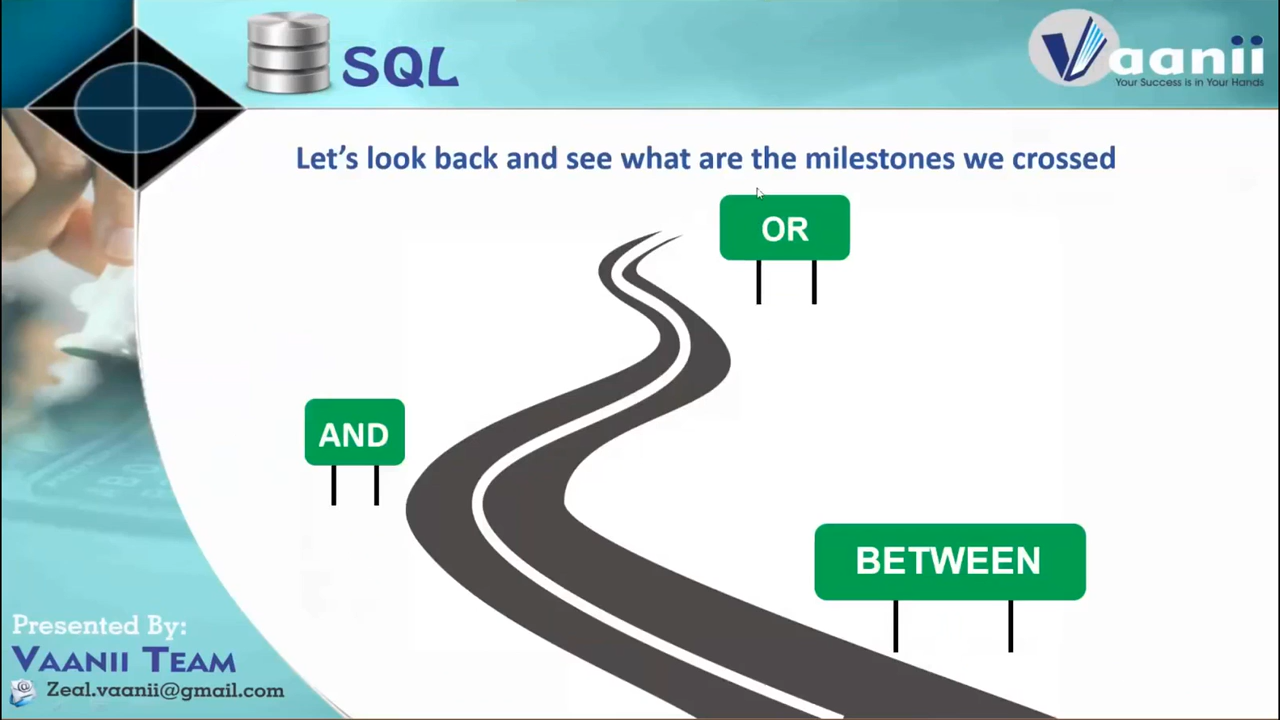 SQL
Vaanii
Your Success is in Your Hands
Let's look back and see what are the milestones we crossed
OR
AND
BETWEEN
Presented By:
VAANII TEAM
Zeal.vaanii@gmail.com